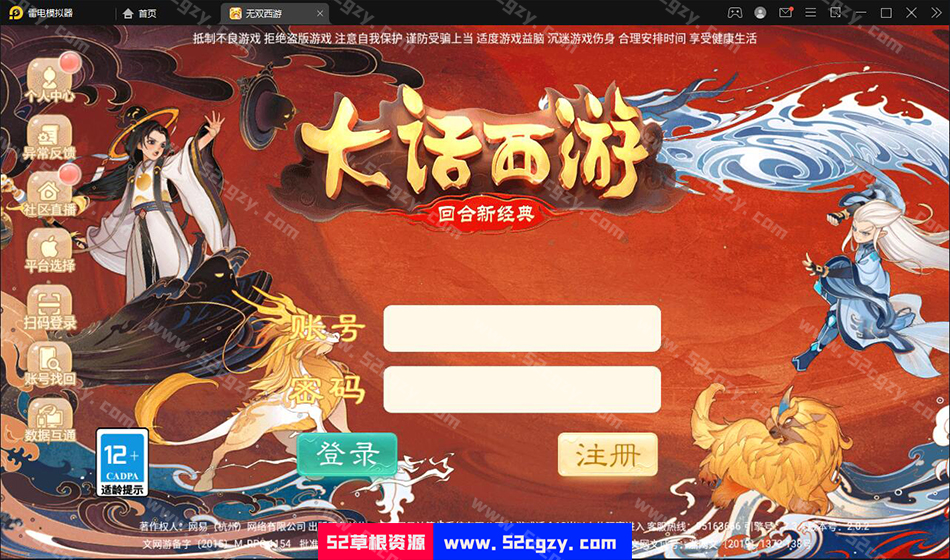 雷电模拟器
首页
无双西游
抵制不良游戏 拒绝盗版游戏 注意自我保护 谨防受骗上当 适度游戏益脑 沉迷游戏伤身 合理安排时间 享受健康生活
个人中心
异常反馈
社区直播
平台选择
扫码登录
账号找回
数据互通
大话西游
回合新经典
账号
密码
登录
注册
12+
CADPA
适龄提示
著作权人：网易（杭州）网络有限公司
52草根资源 www.52cgzy.com